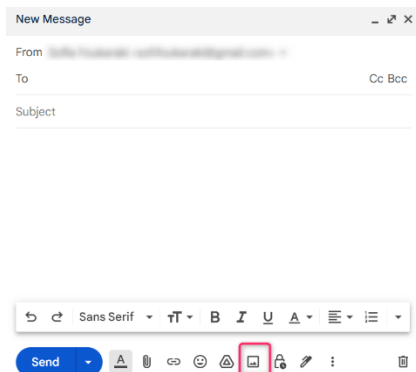 New Message
From
To Cc Bcc
Subject
Sans Serif
Send